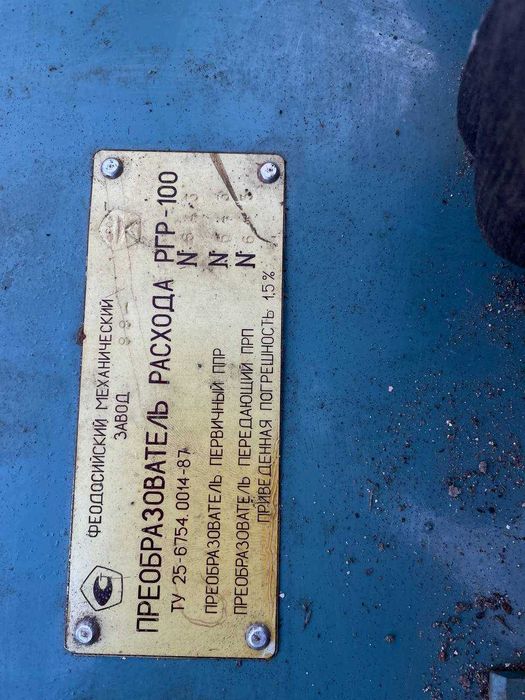 ФЕОДОСИЙСКИЙ МЕХАНИЧЕСКИЙ
ЗАВОД
ПРЕОБРАЗОВАТЕЛЬ РАСХОДА РГР-100
ТУ 25-6754 0014-87 N
ПРЕОБРАЗОВАТЕЛЬ ПЕРВИЧНЫЙ ППР N
ПРЕОБРАЗОВАТЕЛЬ ПЕРЕДАЮЩИЙ ПРП N
ПРИВЕДЕННАЯ ПОГРЕШНОСТЬ 1,5 %